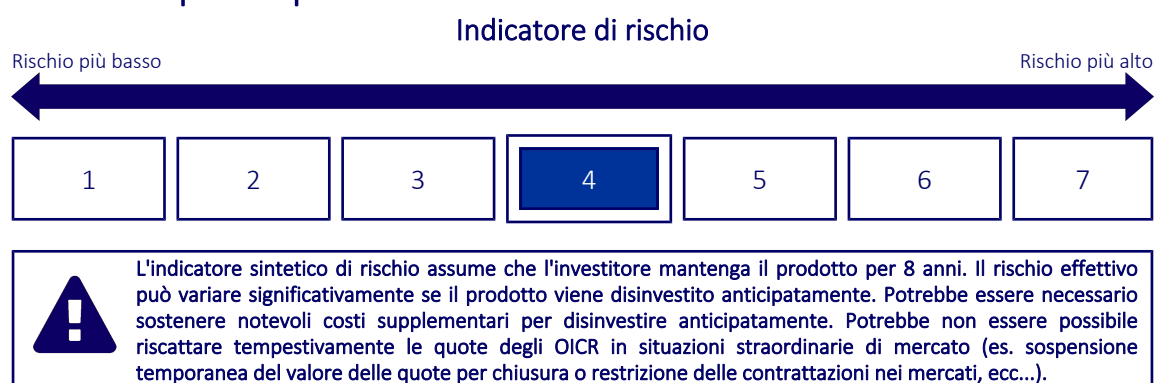 Indicatore di rischio
Rischio più basso Rischio più alto
1 2 3 4 5 6 7
L'indicatore sintetico di rischio assume che l'investitore mantenga il prodotto per 8 anni. Il rischio effettivo
può variare significativamente se il prodotto viene disinvestito anticipatamente. Potrebbe essere necessario
sostenere notevoli costi supplementari per disinvestire anticipatamente. Potrebbe non essere possibile
riscattare tempestivamente le quote degli OICR in situazioni straordinarie di mercato (es. sospensione
temporanea del valore delle quote per chiusura o restrizione delle contrattazioni nei mercati, ecc...).